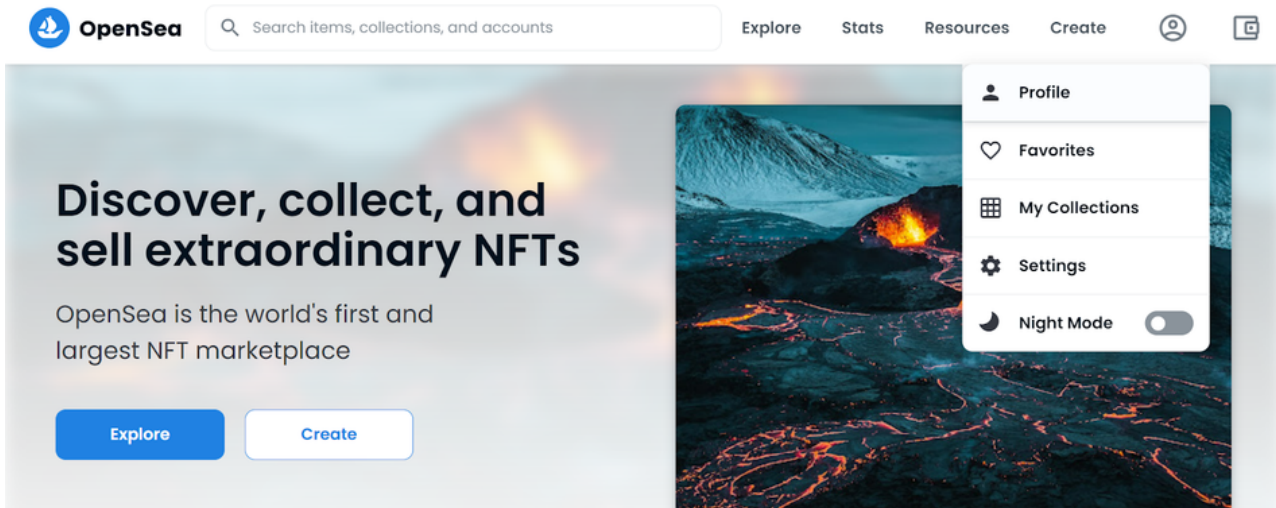 OpenSea
Search items, collections, and accounts
Explore
Stats
Resources
Create
Profile
Favorites
My Collections
Settings
Night Mode
Discover, collect, and
sell extraordinary NFTs
OpenSea is the world's first and
largest NFT marketplace
Explore
Create